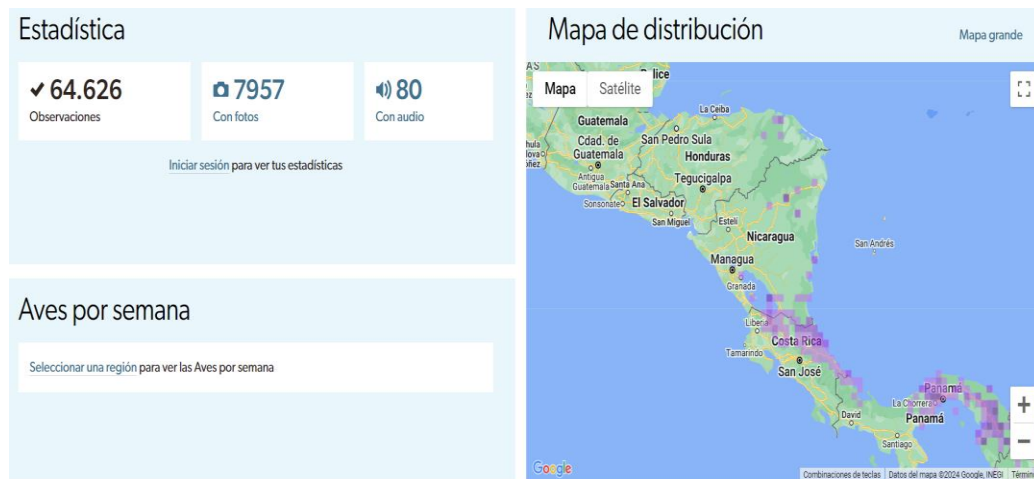 Estadística
64.626
Observaciones
7957
Con fotos
80
Con audio
Iniciar sesión para ver tus estadísticas
Aves por semana
Seleccionar una región para ver las Aves por semana
Mapa de distribución
Mapa grande
Mapa
Satélite
La Ceiba
Guatemala
Cdad. de
Guatemala
San Pedro Sula
Honduras
Antigua
Guatemala
Santa Ana
Tegucigalpa
Sonsonate
El Salvador
San Miguel
Estelí
Nicaragua
San Andrés
Managua
Granada
Liberia
Costa Rica
Tamarindo
San José
Panamá
La Chorrera
David
Panamá
Santiago
+
−
Google
Combinaciones de teclas
Datos del mapa ©2024 Google, INEGI
Términ